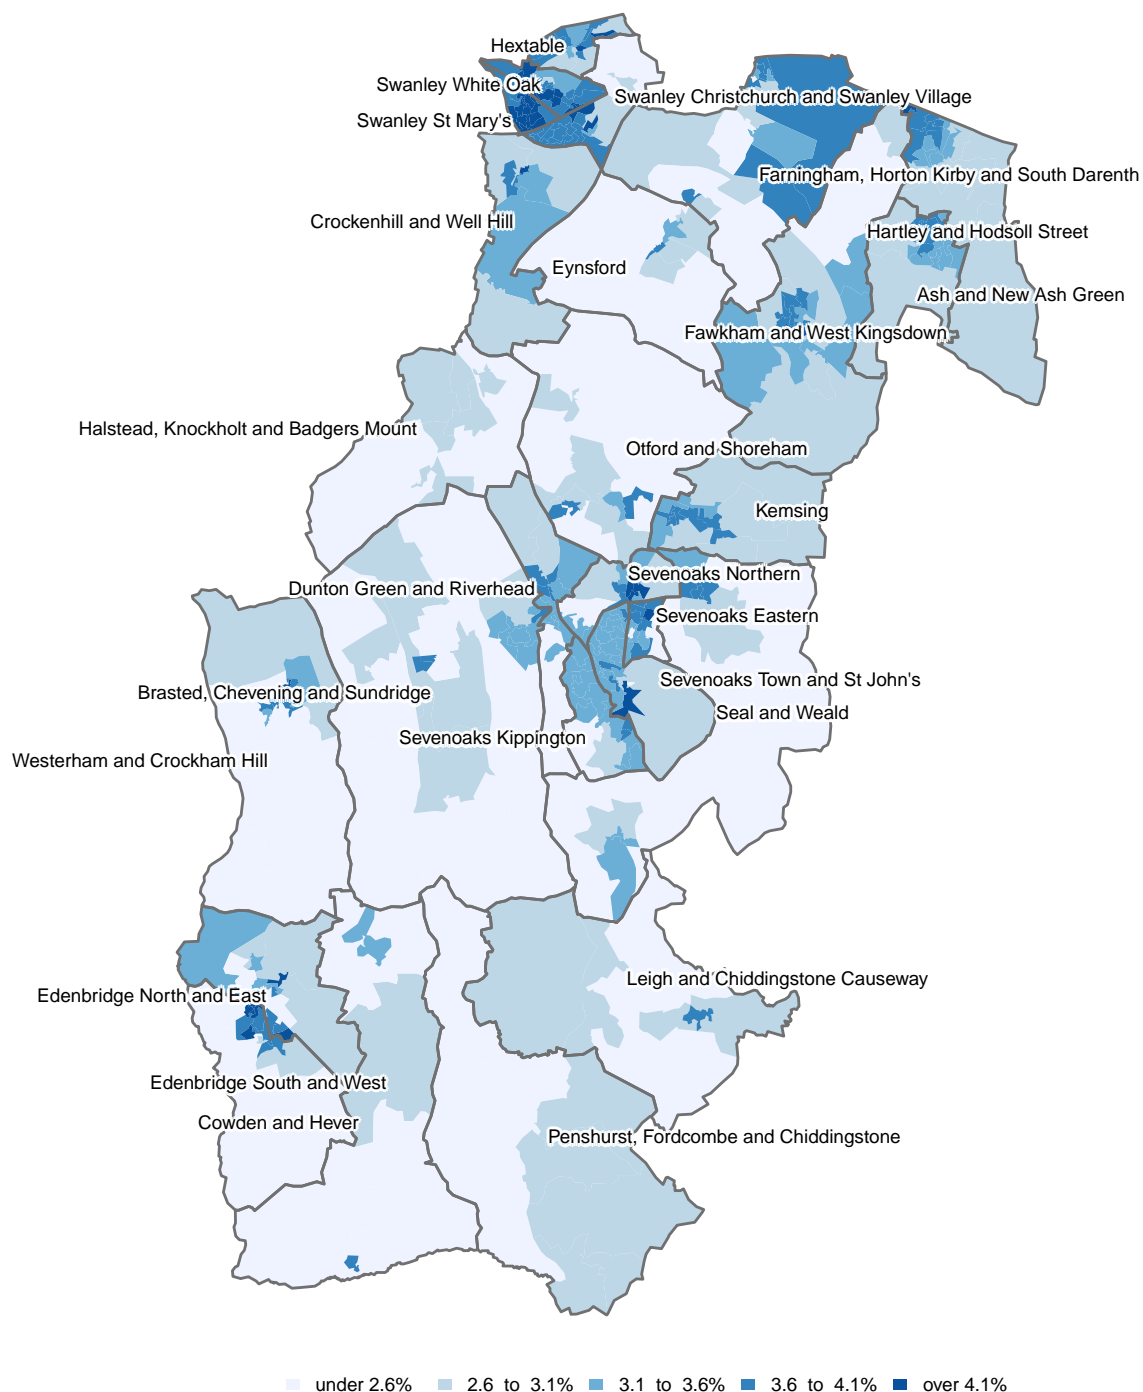 Hextable
Swanley White Oak
Swanley Christchurch and Swanley Village
Swanley St Mary's
Farningham, Horton Kirby and South Darenth
Crockenhill and Well Hill
Hartley and Hodsoll Street
Eynsford
Ash and New Ash Green
Fawkham and West Kingsdown
Halstead, Knockholt and Badgers Mount
Otford and Shoreham
Kemsing
Sevenoaks Northern
Dunton Green and Riverhead
Sevenoaks Eastern
Sevenoaks Town and St John's
Brasted, Chevening and Sundridge
Seal and Weald
Sevenoaks Kippington
Westerham and Crockham Hill
Leigh and Chiddingstone Causeway
Edenbridge North and East
Edenbridge South and West
Cowden and Hever
Penshurst, Fordcombe and Chiddingstone
under 2.6% 2.6 to 3.1% 3.1 to 3.6% 3.6 to 4.1% over 4.1%